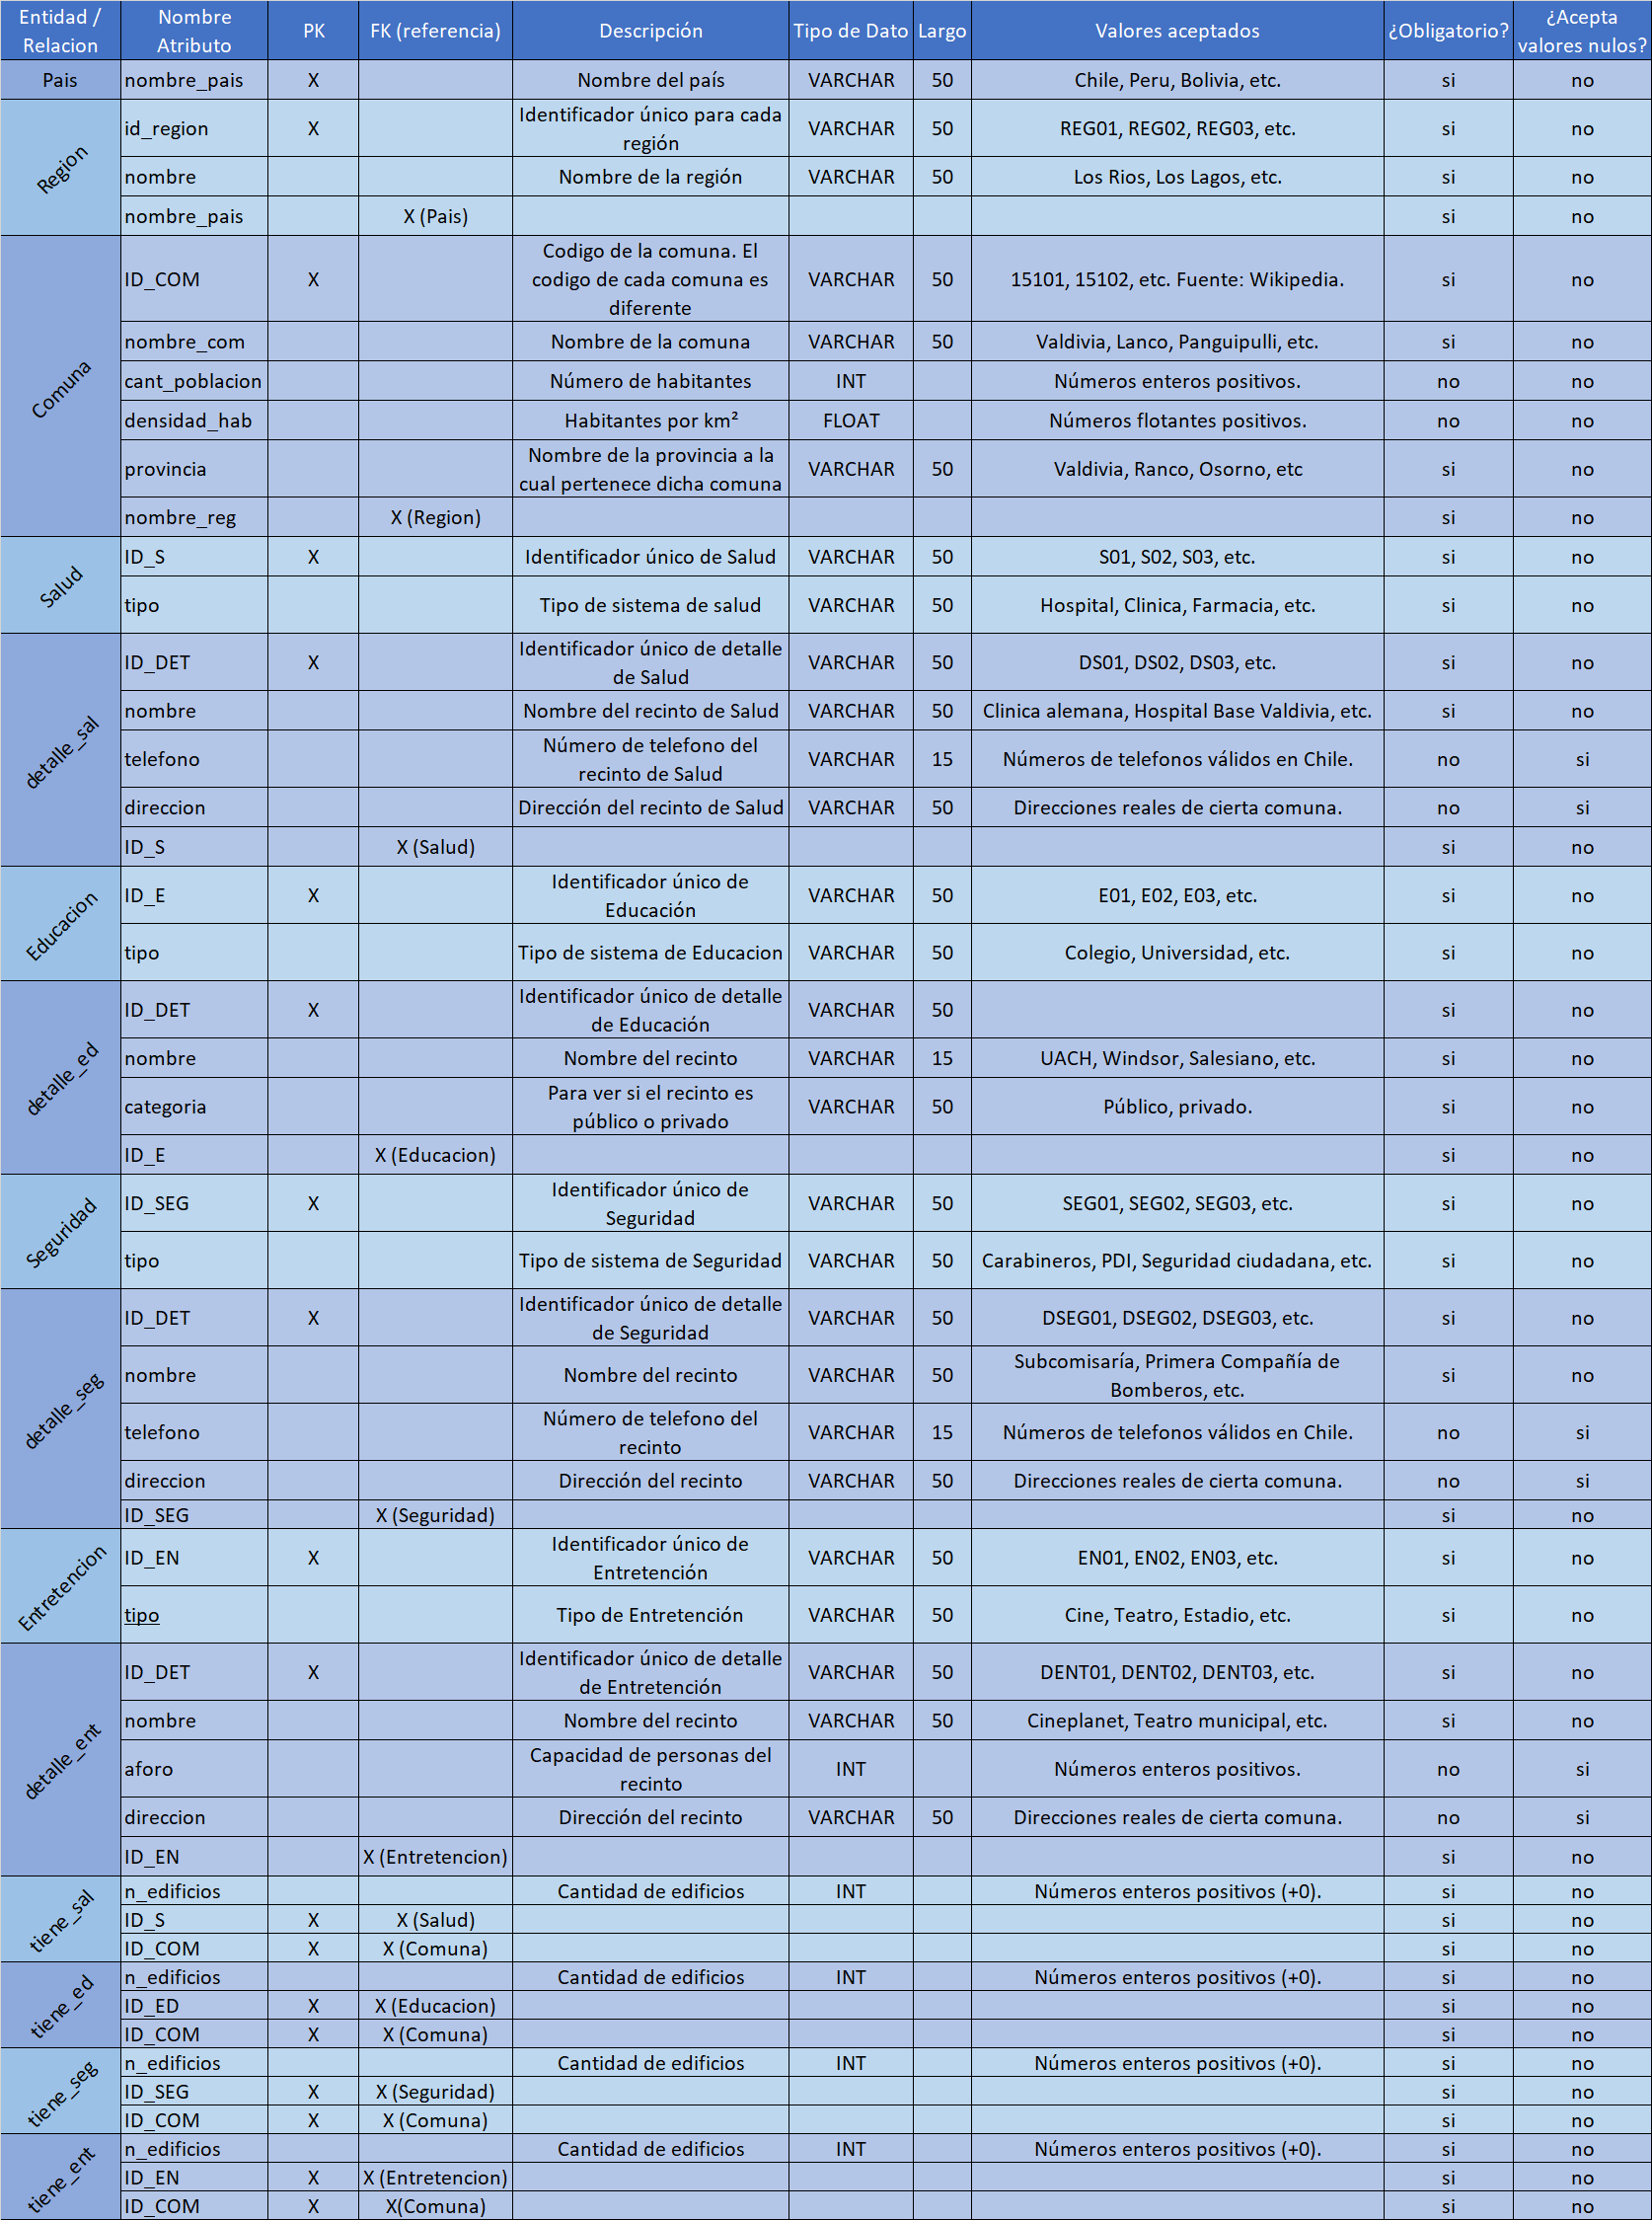 Entidad / Relacion | Nombre Atributo | PK | FK (referencia) | Descripción | Tipo de Dato | Largo | Valores aceptados | ¿Obligatorio? | ¿Acepta valores nulos?
Pais
nombre_pais X Nombre del país VARCHAR 50 Chile, Peru, Bolivia, etc. si no
Region
id_region X Identificador único para cada región VARCHAR 50 REG01, REG02, REG03, etc. si no
nombre Nombre de la región VARCHAR 50 Los Rios, Los Lagos, etc. si no
nombre_pais X (Pais) si no
Comuna
ID_COM X Codigo de la comuna. El codigo de cada comuna es diferente VARCHAR 50 15101, 15102, etc. Fuente: Wikipedia. si no
nombre_com Nombre de la comuna VARCHAR 50 Valdivia, Lanco, Panguipulli, etc. si no
cant_poblacion Número de habitantes INT Números enteros positivos. no no
densidad_hab Habitantes por km² FLOAT Números flotantes positivos. no no
provincia Nombre de la provincia a la cual pertenece dicha comuna VARCHAR 50 Valdivia, Ranco, Osorno, etc si no
nombre_reg X (Region) si no
Salud
ID_S X Identificador único de Salud VARCHAR 50 S01, S02, S03, etc. si no
tipo Tipo de sistema de salud VARCHAR 50 Hospital, Clinica, Farmacia, etc. si no
detalle_sal
ID_DET X Identificador único de detalle de Salud VARCHAR 50 DS01, DS02, DS03, etc. si no
nombre Nombre del recinto de Salud VARCHAR 50 Clinica alemana, Hospital Base Valdivia, etc. si no
telefono Número de telefono del recinto de Salud VARCHAR 15 Números de telefonos válidos en Chile. no si
direccion Dirección del recinto de Salud VARCHAR 50 Direcciones reales de cierta comuna. no si
ID_S X (Salud) si no
Educacion
ID_E X Identificador único de Educación VARCHAR 50 E01, E02, E03, etc. si no
tipo Tipo de sistema de Educacion VARCHAR 50 Colegio, Universidad, etc. si no
detalle_ed
ID_DET X Identificador único de detalle de Educación VARCHAR 50 si no
nombre Nombre del recinto VARCHAR 15 UACH, Windsor, Salesiano, etc. si no
categoria Para ver si el recinto es público o privado VARCHAR 50 Público, privado. si no
ID_E X (Educacion) si no
Seguridad
ID_SEG X Identificador único de Seguridad VARCHAR 50 SEG01, SEG02, SEG03, etc. si no
tipo Tipo de sistema de Seguridad VARCHAR 50 Carabineros, PDI, Seguridad ciudadana, etc. si no
detalle_seg
ID_DET X Identificador único de detalle de Seguridad VARCHAR 50 DSEG01, DSEG02, DSEG03, etc. si no
nombre Nombre del recinto VARCHAR 50 Subcomisaría, Primera Compañía de Bomberos, etc. si no
telefono Número de telefono del recinto VARCHAR 15 Números de telefonos válidos en Chile. no si
direccion Dirección del recinto VARCHAR 50 Direcciones reales de cierta comuna. no si
ID_SEG X (Seguridad) si no
Entretencion
ID_EN X Identificador único de Entretención VARCHAR 50 EN01, EN02, EN03, etc. si no
tipo Tipo de Entretención VARCHAR 50 Cine, Teatro, Estadio, etc. si no
detalle_ent
ID_DET X Identificador único de detalle de Entretención VARCHAR 50 DENT01, DENT02, DENT03, etc. si no
nombre Nombre del recinto VARCHAR 50 Cineplanet, Teatro municipal, etc. si no
aforo Capacidad de personas del recinto INT Números enteros positivos. no si
direccion Dirección del recinto VARCHAR 50 Direcciones reales de cierta comuna. no si
ID_EN X (Entretencion) si no
tiene_sal
n_edificios Cantidad de edificios INT Números enteros positivos (+0). si no
ID_S X X (Salud) si no
ID_COM X X (Comuna) si no
tiene_ed
n_edificios Cantidad de edificios INT Números enteros positivos (+0). si no
ID_ED X X (Educacion) si no
ID_COM X X (Comuna) si no
tiene_seg
n_edificios Cantidad de edificios INT Números enteros positivos (+0). si no
ID_SEG X X (Seguridad) si no
ID_COM X X (Comuna) si no
tiene_ent
n_edificios Cantidad de edificios INT Números enteros positivos (+0). si no
ID_EN X X (Entretencion) si no
ID_COM X X(Comuna) si no